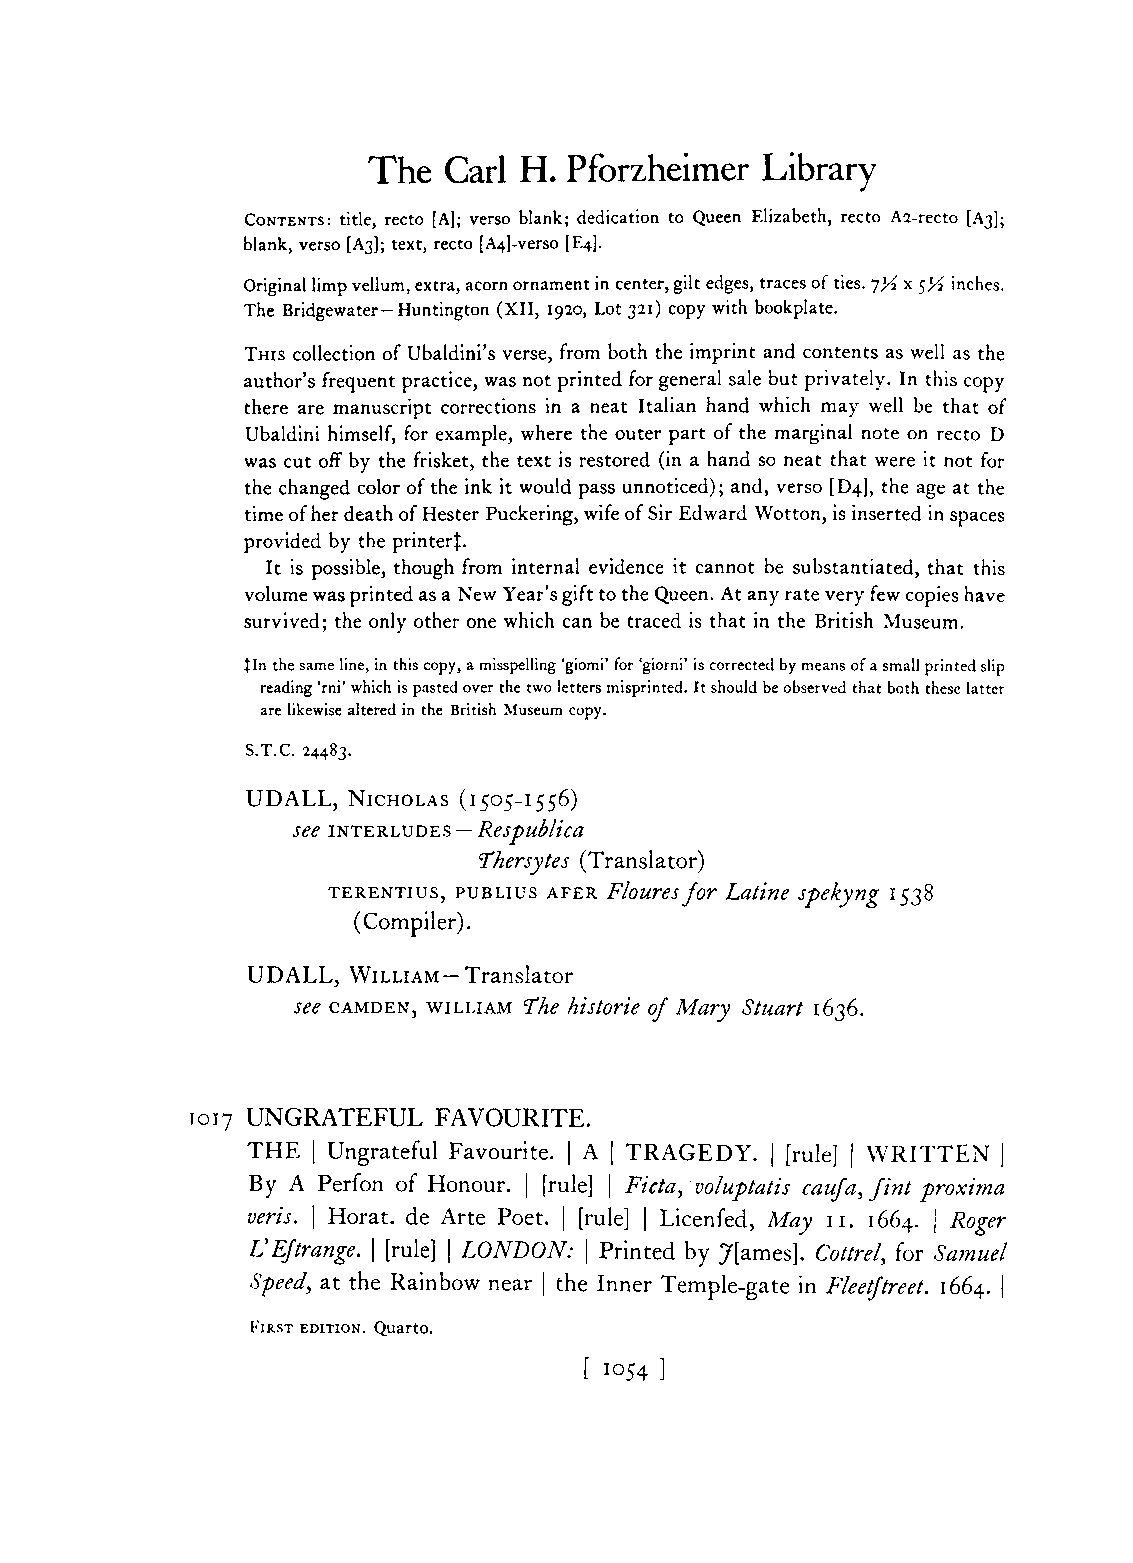 The Carl H. Pforzheimer Library
CONTENTS: title, recto [A]; verso blank; dedication to Queen Elizabeth, recto A2-recto [A3];
blank, verso [A3]; text, recto [A4]-verso [E4].
Original limp vellum, extra, acorn ornament in center, gilt edges, traces of ties. 7½ x 5½ inches.
The Bridgewater—Huntington (XII, 1920, Lot 321) copy with bookplate.
THIS collection of Ubaldini's verse, from both the imprint and contents as well as the
author's frequent practice, was not printed for general sale but privately. In this copy
there are manuscript corrections in a neat Italian hand which may well be that of
Ubaldini himself, for example, where the outer part of the marginal note on recto D
was cut off by the frisket, the text is restored (in a hand so neat that were it not for
the changed color of the ink it would pass unnoticed); and, verso [D4], the age at the
time of her death of Hester Puckering, wife of Sir Edward Wotton, is inserted in spaces
provided by the printer‡.
It is possible, though from internal evidence it cannot be substantiated, that this
volume was printed as a New Year's gift to the Queen. At any rate very few copies have
survived; the only other one which can be traced is that in the British Museum.
‡In the same line, in this copy, a misspelling 'giomi' for 'giorni' is corrected by means of a small printed slip
reading 'rni' which is pasted over the two letters misprinted. It should be observed that both these latter
are likewise altered in the British Museum copy.
S.T.C. 24483.
UDALL, NICHOLAS (1505-1556)
see INTERLUDES—Respublica
Thersytes (Translator)
TERENTIUS, PUBLIUS AFER Floures for Latine spekyng 1538
(Compiler).
UDALL, WILLIAM—Translator
see CAMDEN, WILLIAM The historie of Mary Stuart 1636.
1017 UNGRATEFUL FAVOURITE.
THE | Ungrateful Favourite. | A | TRAGEDY. | [rule] | WRITTEN |
By A Perſon of Honour. | [rule] | Ficta, voluptatis cauſa, ſint proxima
veris. | Horat. de Arte Poet. | [rule] | Licenſed, May 11. 1664. | Roger
L'Eſtrange. | [rule] | LONDON: | Printed by J[ames]. Cottrel, for Samuel
Speed, at the Rainbow near | the Inner Temple-gate in Fleetſtreet. 1664. |
FIRST EDITION. Quarto.
[ 1054 ]